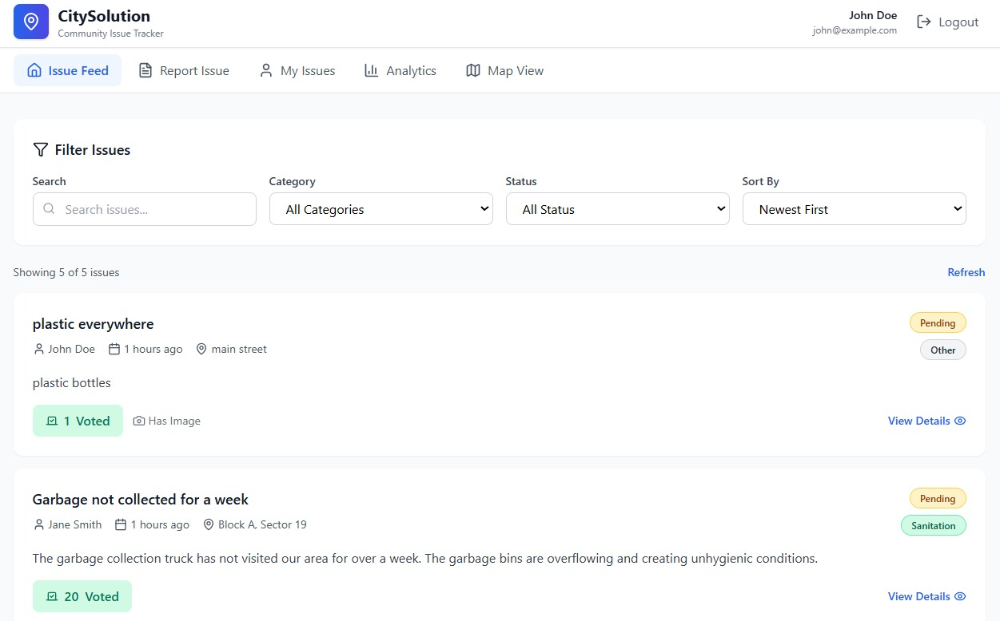 CitySolution
Community Issue Tracker
John Doe
john@example.com
Logout
Issue Feed
Report Issue
My Issues
Analytics
Map View
Filter Issues
Search
Category
Status
Sort By
Search issues...
All Categories
All Status
Newest First
Showing 5 of 5 issues
Refresh
plastic everywhere
Pending
John Doe 1 hours ago main street
Other
plastic bottles
1 Voted
Has Image
View Details
Garbage not collected for a week
Pending
Jane Smith 1 hours ago Block A, Sector 19
Sanitation
The garbage collection truck has not visited our area for over a week. The garbage bins are overflowing and creating unhygienic conditions.
20 Voted
View Details